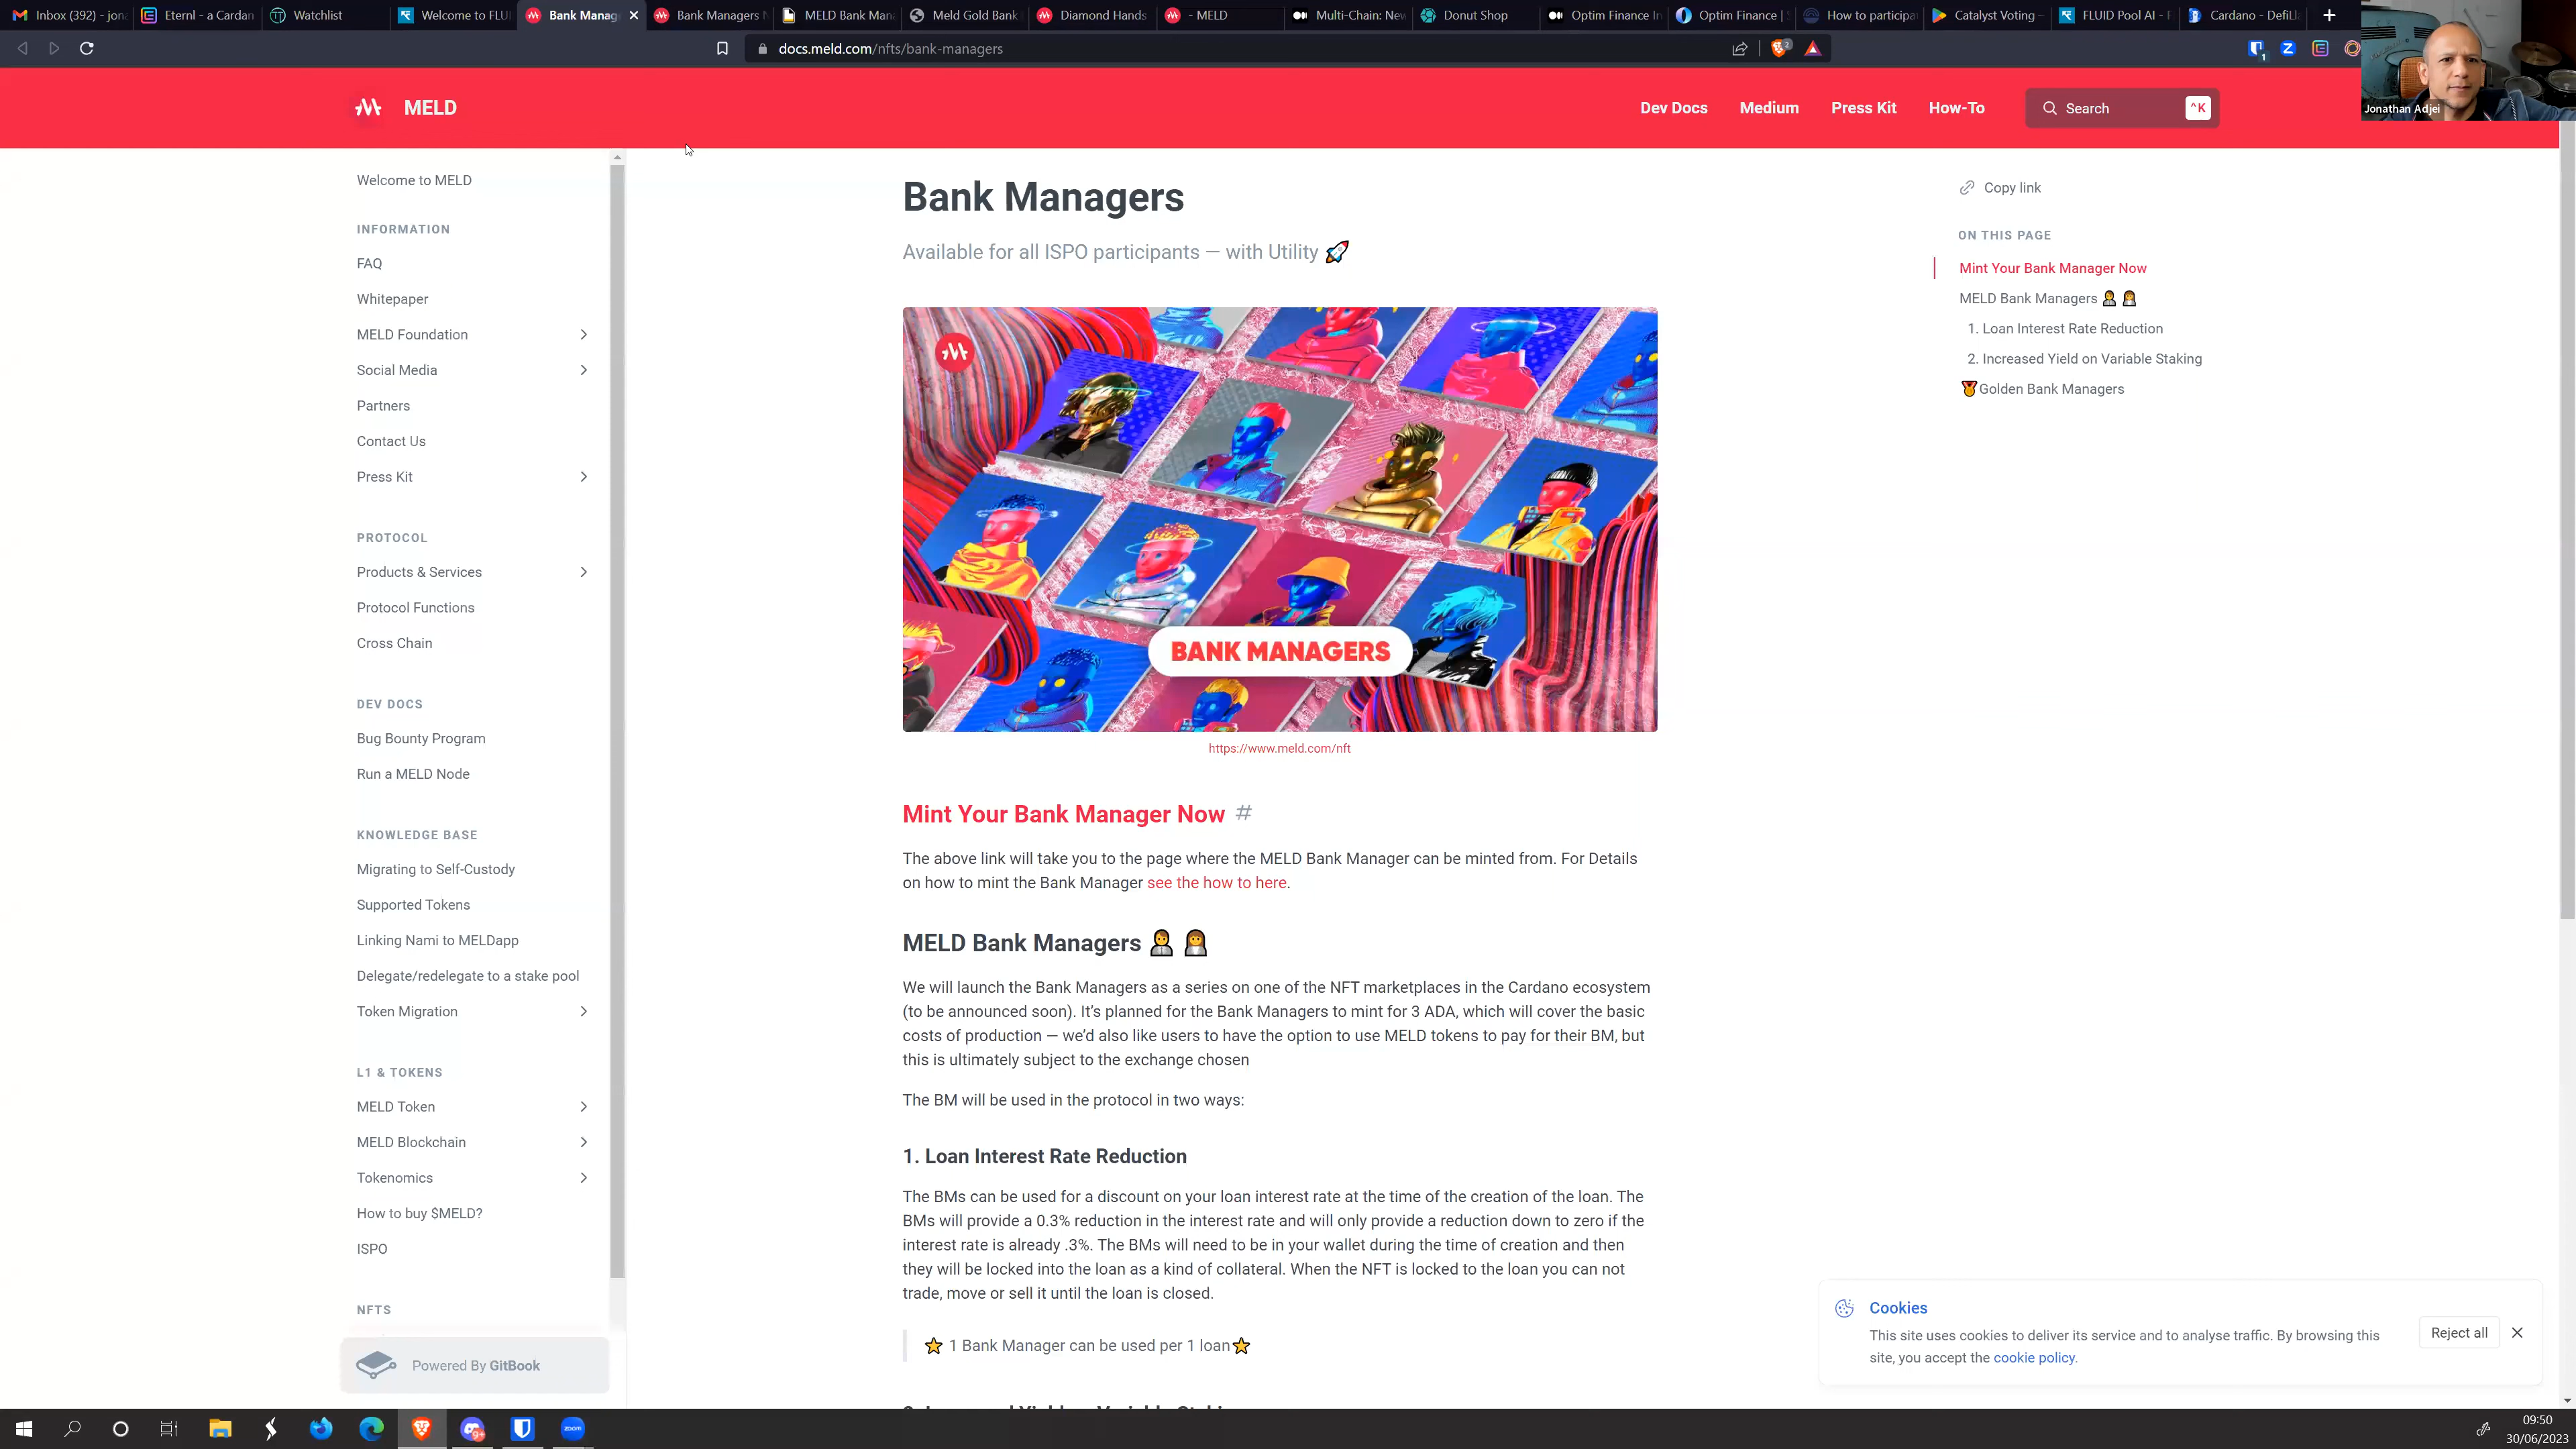 Inbox (392) - jona
Eternl - a Cardan
Watchlist
Welcome to FLUI
Bank Manag
Bank Managers N
MELD Bank Mana
Meld Gold Bank
Diamond Hands
- MELD
Multi-Chain: New
Donut Shop
Optim Finance In
Optim Finance |
How to participa
Catalyst Voting -
FLUID Pool AI - F
Cardano - DefiLl
docs.meld.com/nfts/bank-managers
Jonathan Adjei
MELD
Dev Docs
Medium
Press Kit
How-To
Search
^K
Welcome to MELD
INFORMATION
FAQ
Whitepaper
MELD Foundation
Social Media
Partners
Contact Us
Press Kit
PROTOCOL
Products & Services
Protocol Functions
Cross Chain
DEV DOCS
Bug Bounty Program
Run a MELD Node
KNOWLEDGE BASE
Migrating to Self-Custody
Supported Tokens
Linking Nami to MELDapp
Delegate/redelegate to a stake pool
Token Migration
L1 & TOKENS
MELD Token
MELD Blockchain
Tokenomics
How to buy $MELD?
ISPO
NFTS
Powered By GitBook
Bank Managers
Available for all ISPO participants — with Utility 🚀
BANK MANAGERS
https://www.meld.com/nft
Mint Your Bank Manager Now #
The above link will take you to the page where the MELD Bank Manager can be minted from. For Details
on how to mint the Bank Manager see the how to here.
MELD Bank Managers 👨‍💼 👩‍💼
We will launch the Bank Managers as a series on one of the NFT marketplaces in the Cardano ecosystem
(to be announced soon). It's planned for the Bank Managers to mint for 3 ADA, which will cover the basic
costs of production — we'd also like users to have the option to use MELD tokens to pay for their BM, but
this is ultimately subject to the exchange chosen
The BM will be used in the protocol in two ways:
1. Loan Interest Rate Reduction
The BMs can be used for a discount on your loan interest rate at the time of the creation of the loan. The
BMs will provide a 0.3% reduction in the interest rate and will only provide a reduction down to zero if the
interest rate is already .3%. The BMs will need to be in your wallet during the time of creation and then
they will be locked into the loan as a kind of collateral. When the NFT is locked to the loan you can not
trade, move or sell it until the loan is closed.
⭐ 1 Bank Manager can be used per 1 loan⭐
Copy link
ON THIS PAGE
Mint Your Bank Manager Now
MELD Bank Managers 👨‍💼 👩‍💼
1. Loan Interest Rate Reduction
2. Increased Yield on Variable Staking
🏅Golden Bank Managers
Cookies
This site uses cookies to deliver its service and to analyse traffic. By browsing this
site, you accept the cookie policy.
Reject all
zoom
09:50
30/06/2023